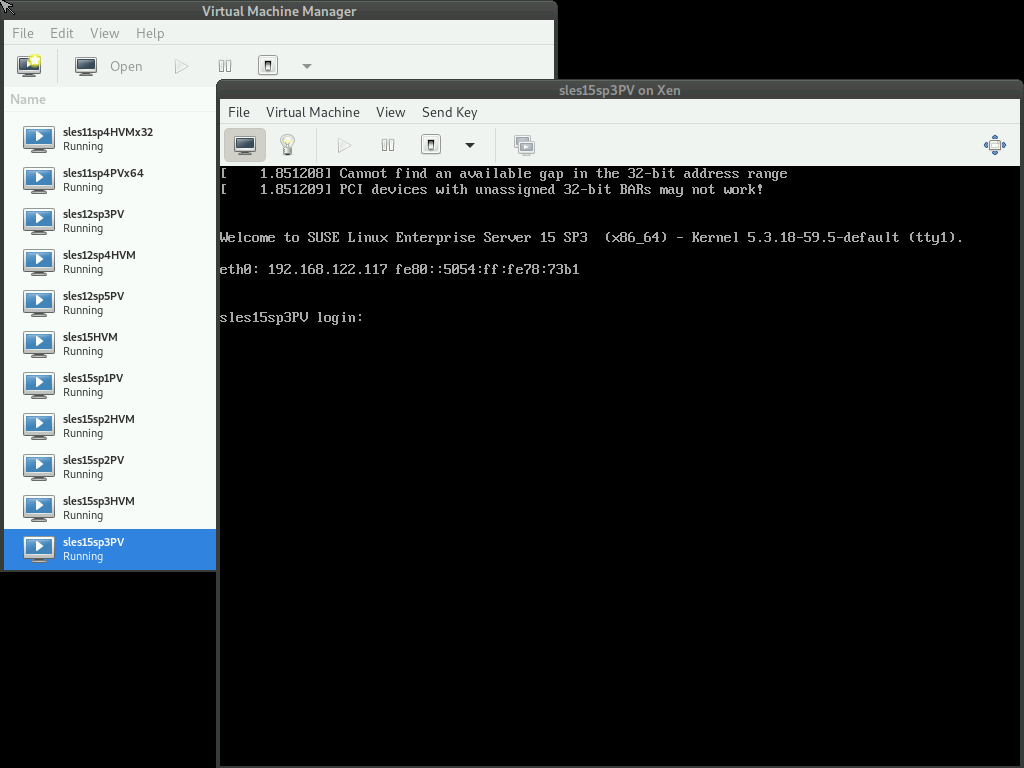 Virtual Machine Manager
File Edit View Help
Open
Name
sles11sp4HVMx32
Running
sles11sp4PVx64
Running
sles12sp3PV
Running
sles12sp4HVM
Running
sles12sp5PV
Running
sles15HVM
Running
sles15sp1PV
Running
sles15sp2HVM
Running
sles15sp2PV
Running
sles15sp3HVM
Running
sles15sp3PV
Running
sles15sp3PV on Xen
File Virtual Machine View Send Key
[    1.851208] Cannot find an available gap in the 32-bit address range
[    1.851209] PCI devices with unassigned 32-bit BARs may not work!
Welcome to SUSE Linux Enterprise Server 15 SP3  (x86_64) - Kernel 5.3.18-59.5-default (tty1).
eth0: 192.168.122.117 fe80::5054:ff:fe78:73b1
sles15sp3PV login: